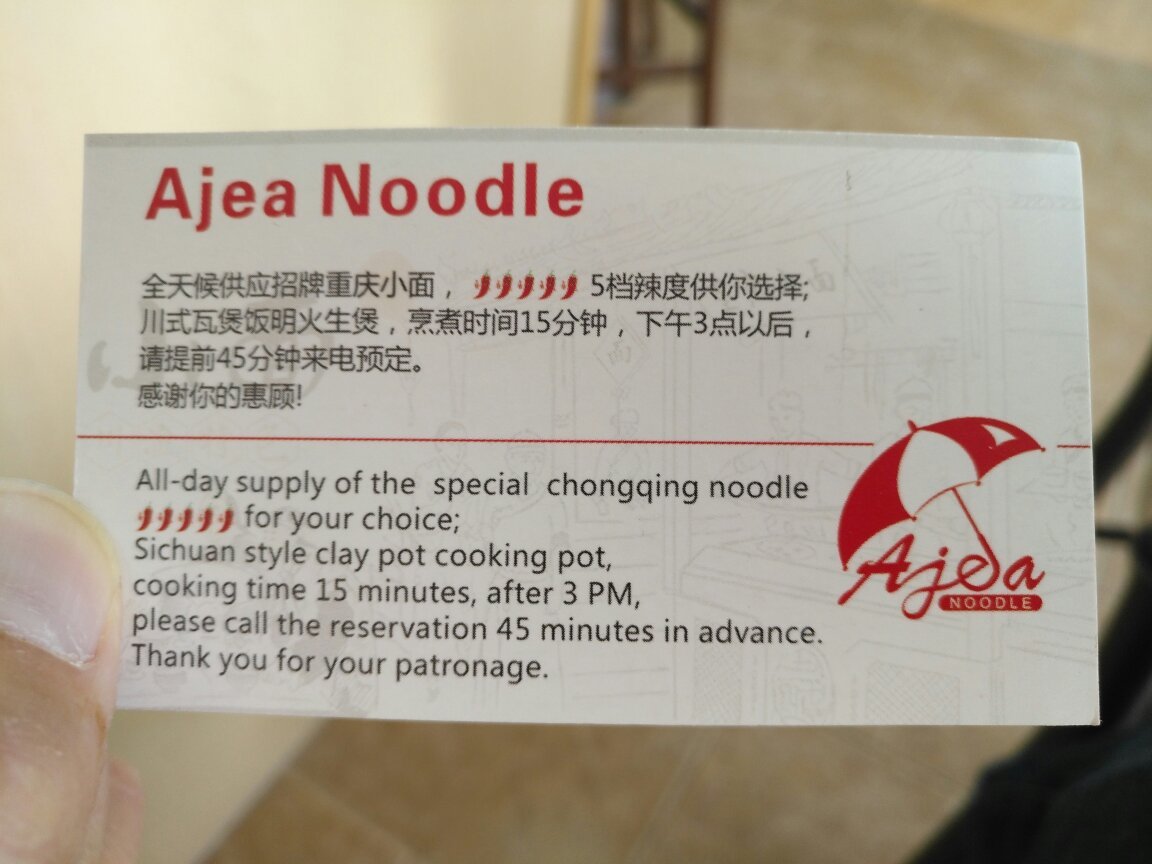 Ajea Noodle
全天候供应招牌重庆小面， 5档辣度供你选择;
川式瓦煲饭明火生煲，烹煮时间15分钟，下午3点以后，
请提前45分钟来电预定。
感谢你的惠顾!
All-day supply of the special chongqing noodle
for your choice;
Sichuan style clay pot cooking pot,
cooking time 15 minutes, after 3 PM,
please call the reservation 45 minutes in advance.
Thank you for your patronage.
Ajea
NOODLE